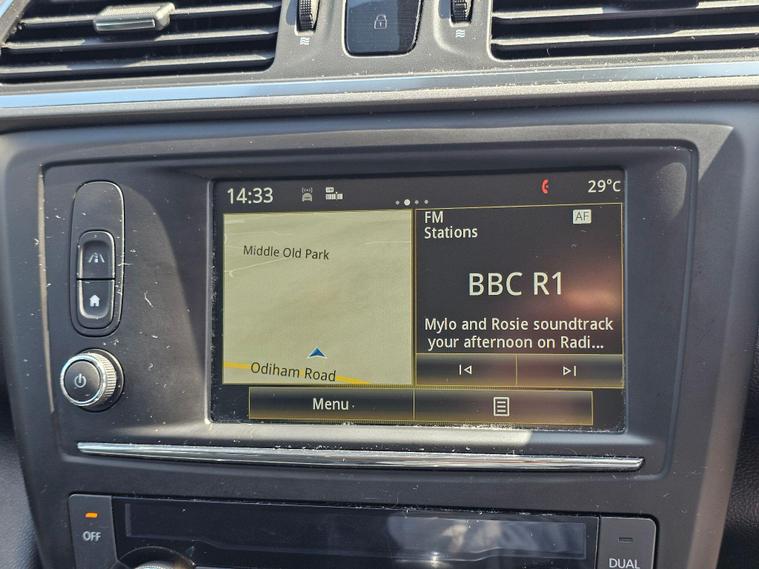 14:33
29°C
Middle Old Park
Odiham Road
FM
AF
Stations
BBC R1
Mylo and Rosie soundtrack
your afternoon on Radi...
Menu
OFF
DUAL